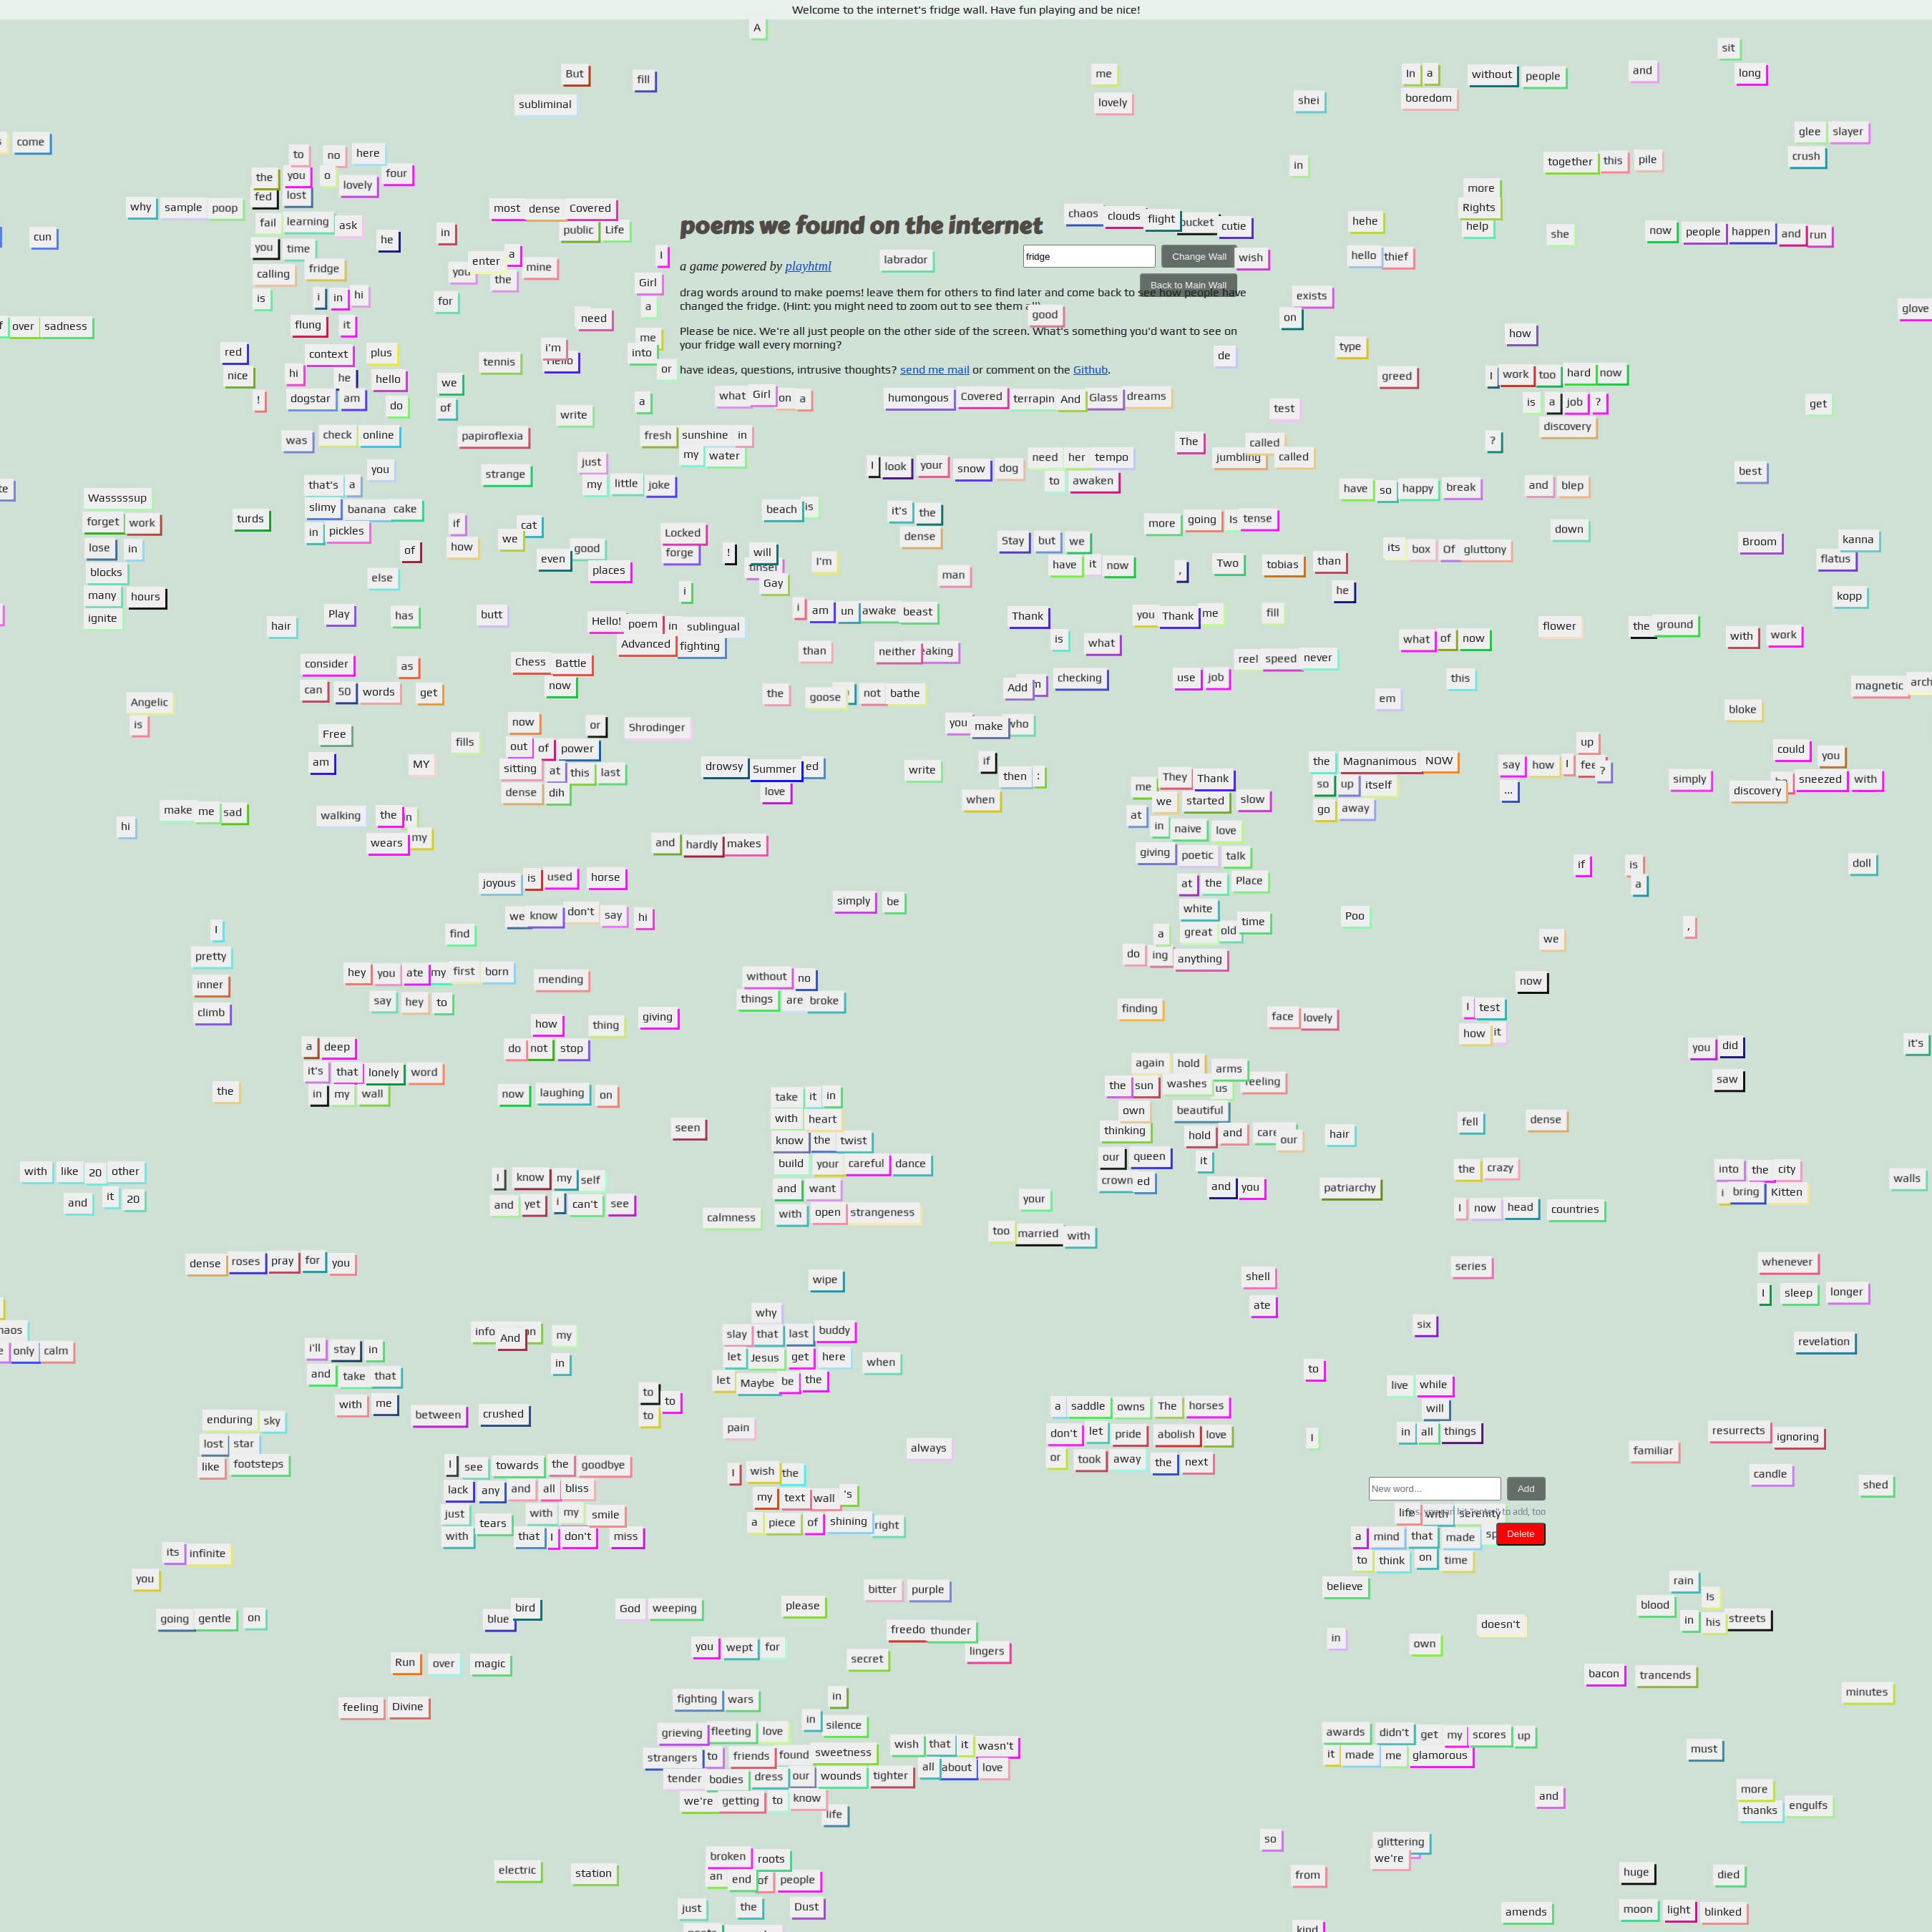 Welcome to the internet's fridge wall. Have fun playing and be nice!
A
sit
But fill me In a without people and long
subliminal lovely shei boredom
come glee slayer
to no here together this pile crush
the you o lovely four in
fed lost more
why sample poop most dense Covered chaos clouds flight bucket cutie Rights
fail learning ask public Life poems we found on the internet hehe help
cun you time he in she now people happen and run
calling fridge you enter a mine I labrador fridge Change Wall wish hello thief
the a game powered by playhtml
Girl Back to Main Wall
is i in hi for a drag words around to make poems! leave them for others to find later and come back to see how people have exists
changed the fridge. (Hint: you might need to zoom out to see them all)
good on glove
over sadness flung it need
me Please be nice. We're all just people on the other side of the screen. What's something you'd want to see on how
your fridge wall every morning?
red context plus tennis i'm Hello into de type
nice hi he hello we or have ideas, questions, intrusive thoughts? send me mail or comment on the Github. greed I work too hard now
! dogstar am do of write a what Girl on a humongous Covered terrapin And Glass dreams test is a job ? get
discovery
was check online papiroflexia fresh sunshine in The called ?
my water jumbling called
you strange just I look your snow dog need her tempo best
that's a my little joke to awaken have so happy break and blep
Wasssssup slimy banana cake beach is it's the
forget work turds in pickles if cat Locked dense more going Is tense down
lose in of how we even good forge ! will I'm Stay but we its box Of gluttony Broom kanna
blocks else places tinsel Gay man have it now , Two tobias than flatus
many hours i he kopp
ignite hair Play has butt Hello! poem in sublingual i am un awake beast Thank you Thank me fill flower the ground
Advanced fighting than neither is what what of now with work
consider as Chess Battle reel speed never
can 50 words get now the goose not bathe Add checking use job em this magnetic
Angelic
is Free fills now or Shrodinger you make who bloke
am MY out of power drowsy Summer ed write if the Magnanimous NOW up could you
sitting at this last love then : They Thank say how I ?
dense dih when me we started slow so up itself ... simply discovery sneezed with
make me sad walking the in at in naive love go away
hi wears my and hardly makes giving poetic talk if is doll
joyous is used horse at the Place a
simply be white
I we know don't say hi a great old time Poo ,
find do ing anything we
pretty hey you ate my first born mending without no now
inner say hey to things are broke I test
climb how thing giving finding face lovely how it
a deep do not stop you did it's
it's that lonely word again hold arms saw
the in my wall now laughing on take it in the sun washes us feeling
with heart own beautiful fell dense
seen know the twist thinking hold and care our hair
with like 20 other build your careful dance our queen it the crazy into the city
and it 20 I know my self and want crown ed and you patriarchy i bring Kitten walls
and yet i can't see calmness with open strangeness your I now head countries
too married with
dense roses pray for you wipe shell series whenever
ate I sleep longer
why
only calm i'll stay in And my slay that last buddy six revelation
and take that in let Jesus get here when to
with me let Maybe be the live while
between crushed to to a saddle owns The horses will
enduring sky to pain don't let pride abolish love I in all things resurrects ignoring
lost star always or took away the next familiar
like footsteps I see towards the goodbye I wish the candle shed
lack any and all bliss my text wall 's New word... Add
just tears with my smile a piece of shining right life with serenity
with that I don't miss a mind that made Delete
its infinite to think on time
you bitter purple believe rain
going gentle on blue bird God weeping please blood Is
in his streets
you wept for freedo thunder in own doesn't
Run over magic secret lingers bacon trancends
feeling Divine fighting wars in minutes
in silence
grieving fleeting love wish that it wasn't awards didn't get my scores up must
strangers to friends found sweetness all about love it made me glamorous
tender bodies dress our wounds tighter
we're getting to know and more
life thanks engulfs
so glittering
broken roots we're
electric station an end of people from huge died
just the Dust amends moon light blinked
kind